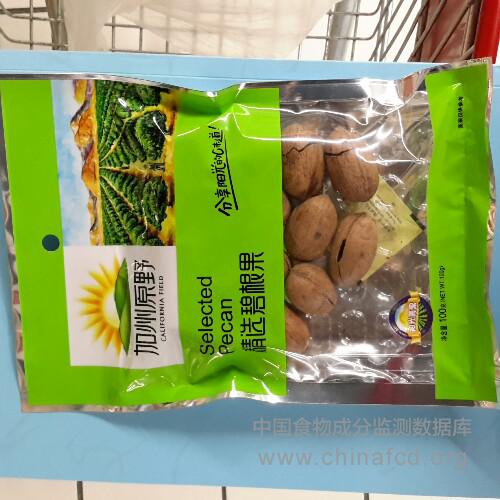 加州原野
CALIFORNIA FIELD
分享阳光的味道!
Selected
Pecan
精选碧根果
净含量: 100克(NET WT:100g)
中国食物成分监测数据库
www.chinafcd.org